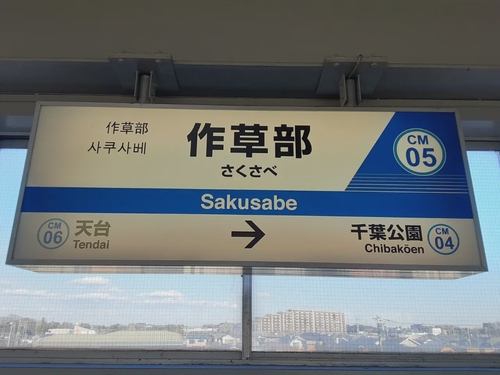 作草部
사쿠사베
作草部
さくさべ
CM
05
Sakusabe
CM
06
天台
Tendai
→
千葉公園
Chibakōen
CM
04